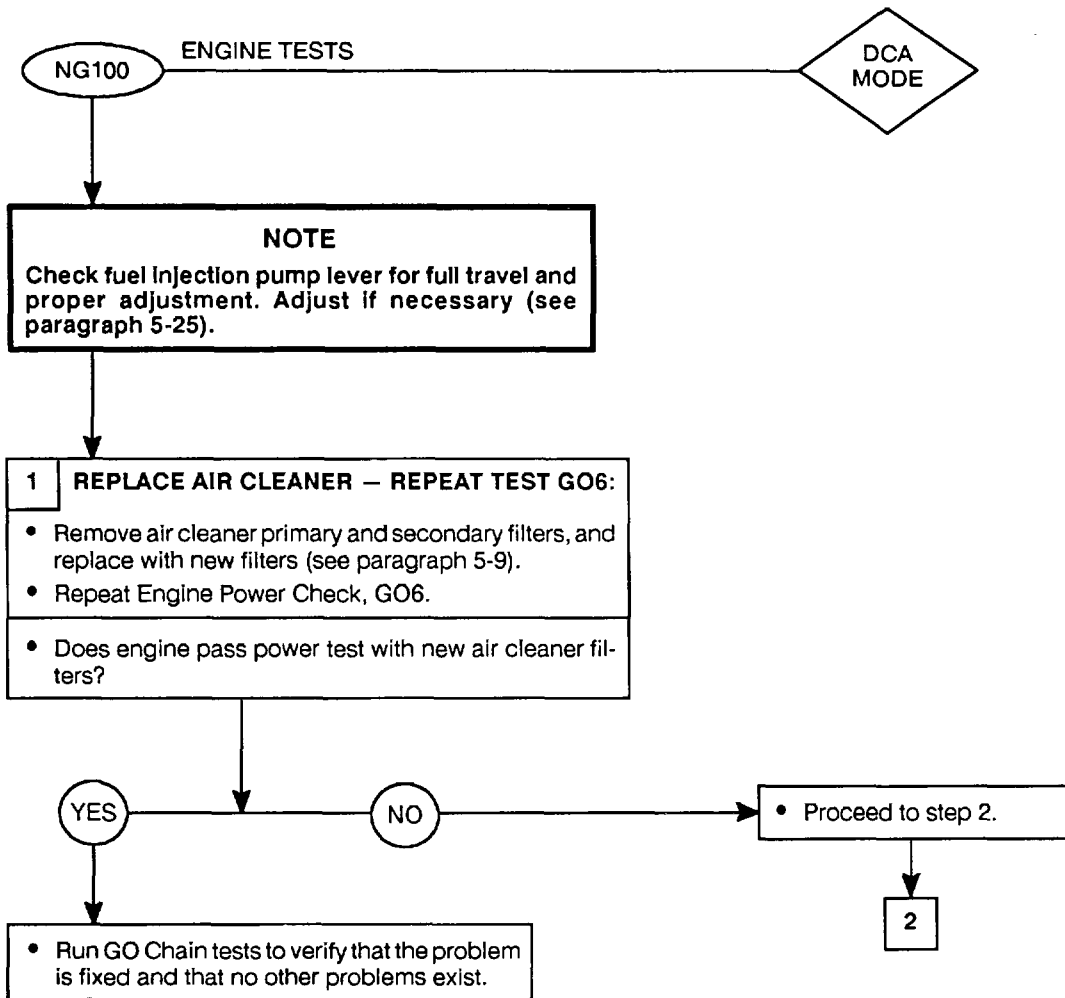 NG100
ENGINE TESTS
DCA
MODE
NOTE
Check fuel injection pump lever for full travel and
proper adjustment. Adjust if necessary (see
paragraph 5-25).
1 REPLACE AIR CLEANER – REPEAT TEST GO6:
• Remove air cleaner primary and secondary filters, and
replace with new filters (see paragraph 5-9).
• Repeat Engine Power Check, GO6.
• Does engine pass power test with new air cleaner fil-
ters?
YES
NO
• Proceed to step 2.
2
• Run GO Chain tests to verify that the problem
is fixed and that no other problems exist.